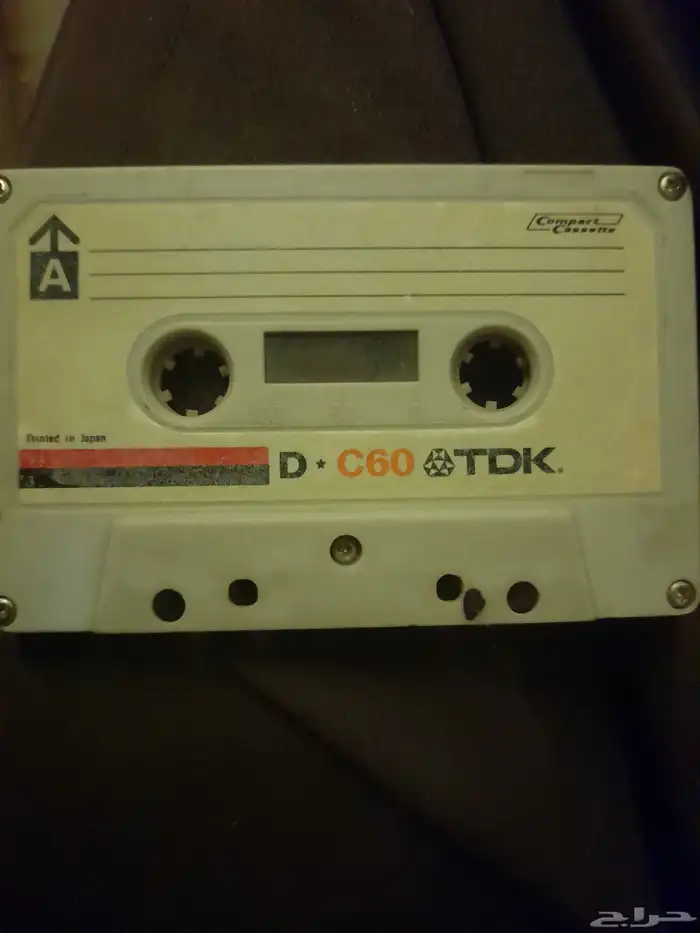 Compact
Cassette
A
Printed in Japan
D * C60 TDK.
حراج